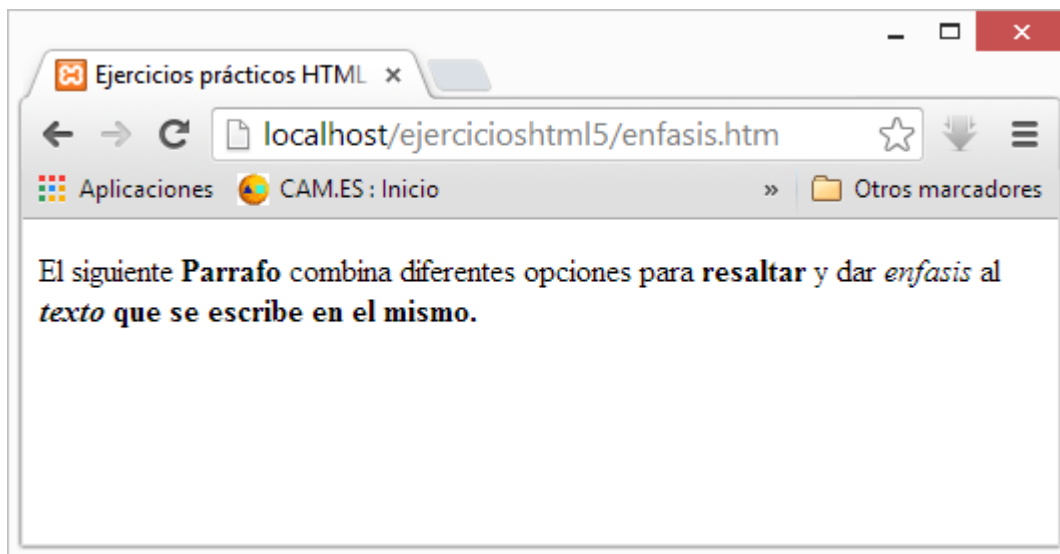 Ejercicios prácticos HTML
localhost/ejercicioshtml5/enfasis.htm
Aplicaciones CAM.ES : Inicio » Otros marcadores
El siguiente Parrafo combina diferentes opciones para resaltar y dar enfasis al
texto que se escribe en el mismo.